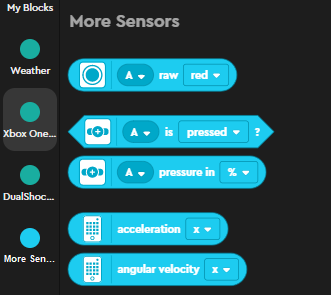 My Blocks
Weather
Xbox One...
DualShoc...
More Sen...
More Sensors
A raw red
A is pressed ?
A pressure in %
acceleration x
angular velocity x